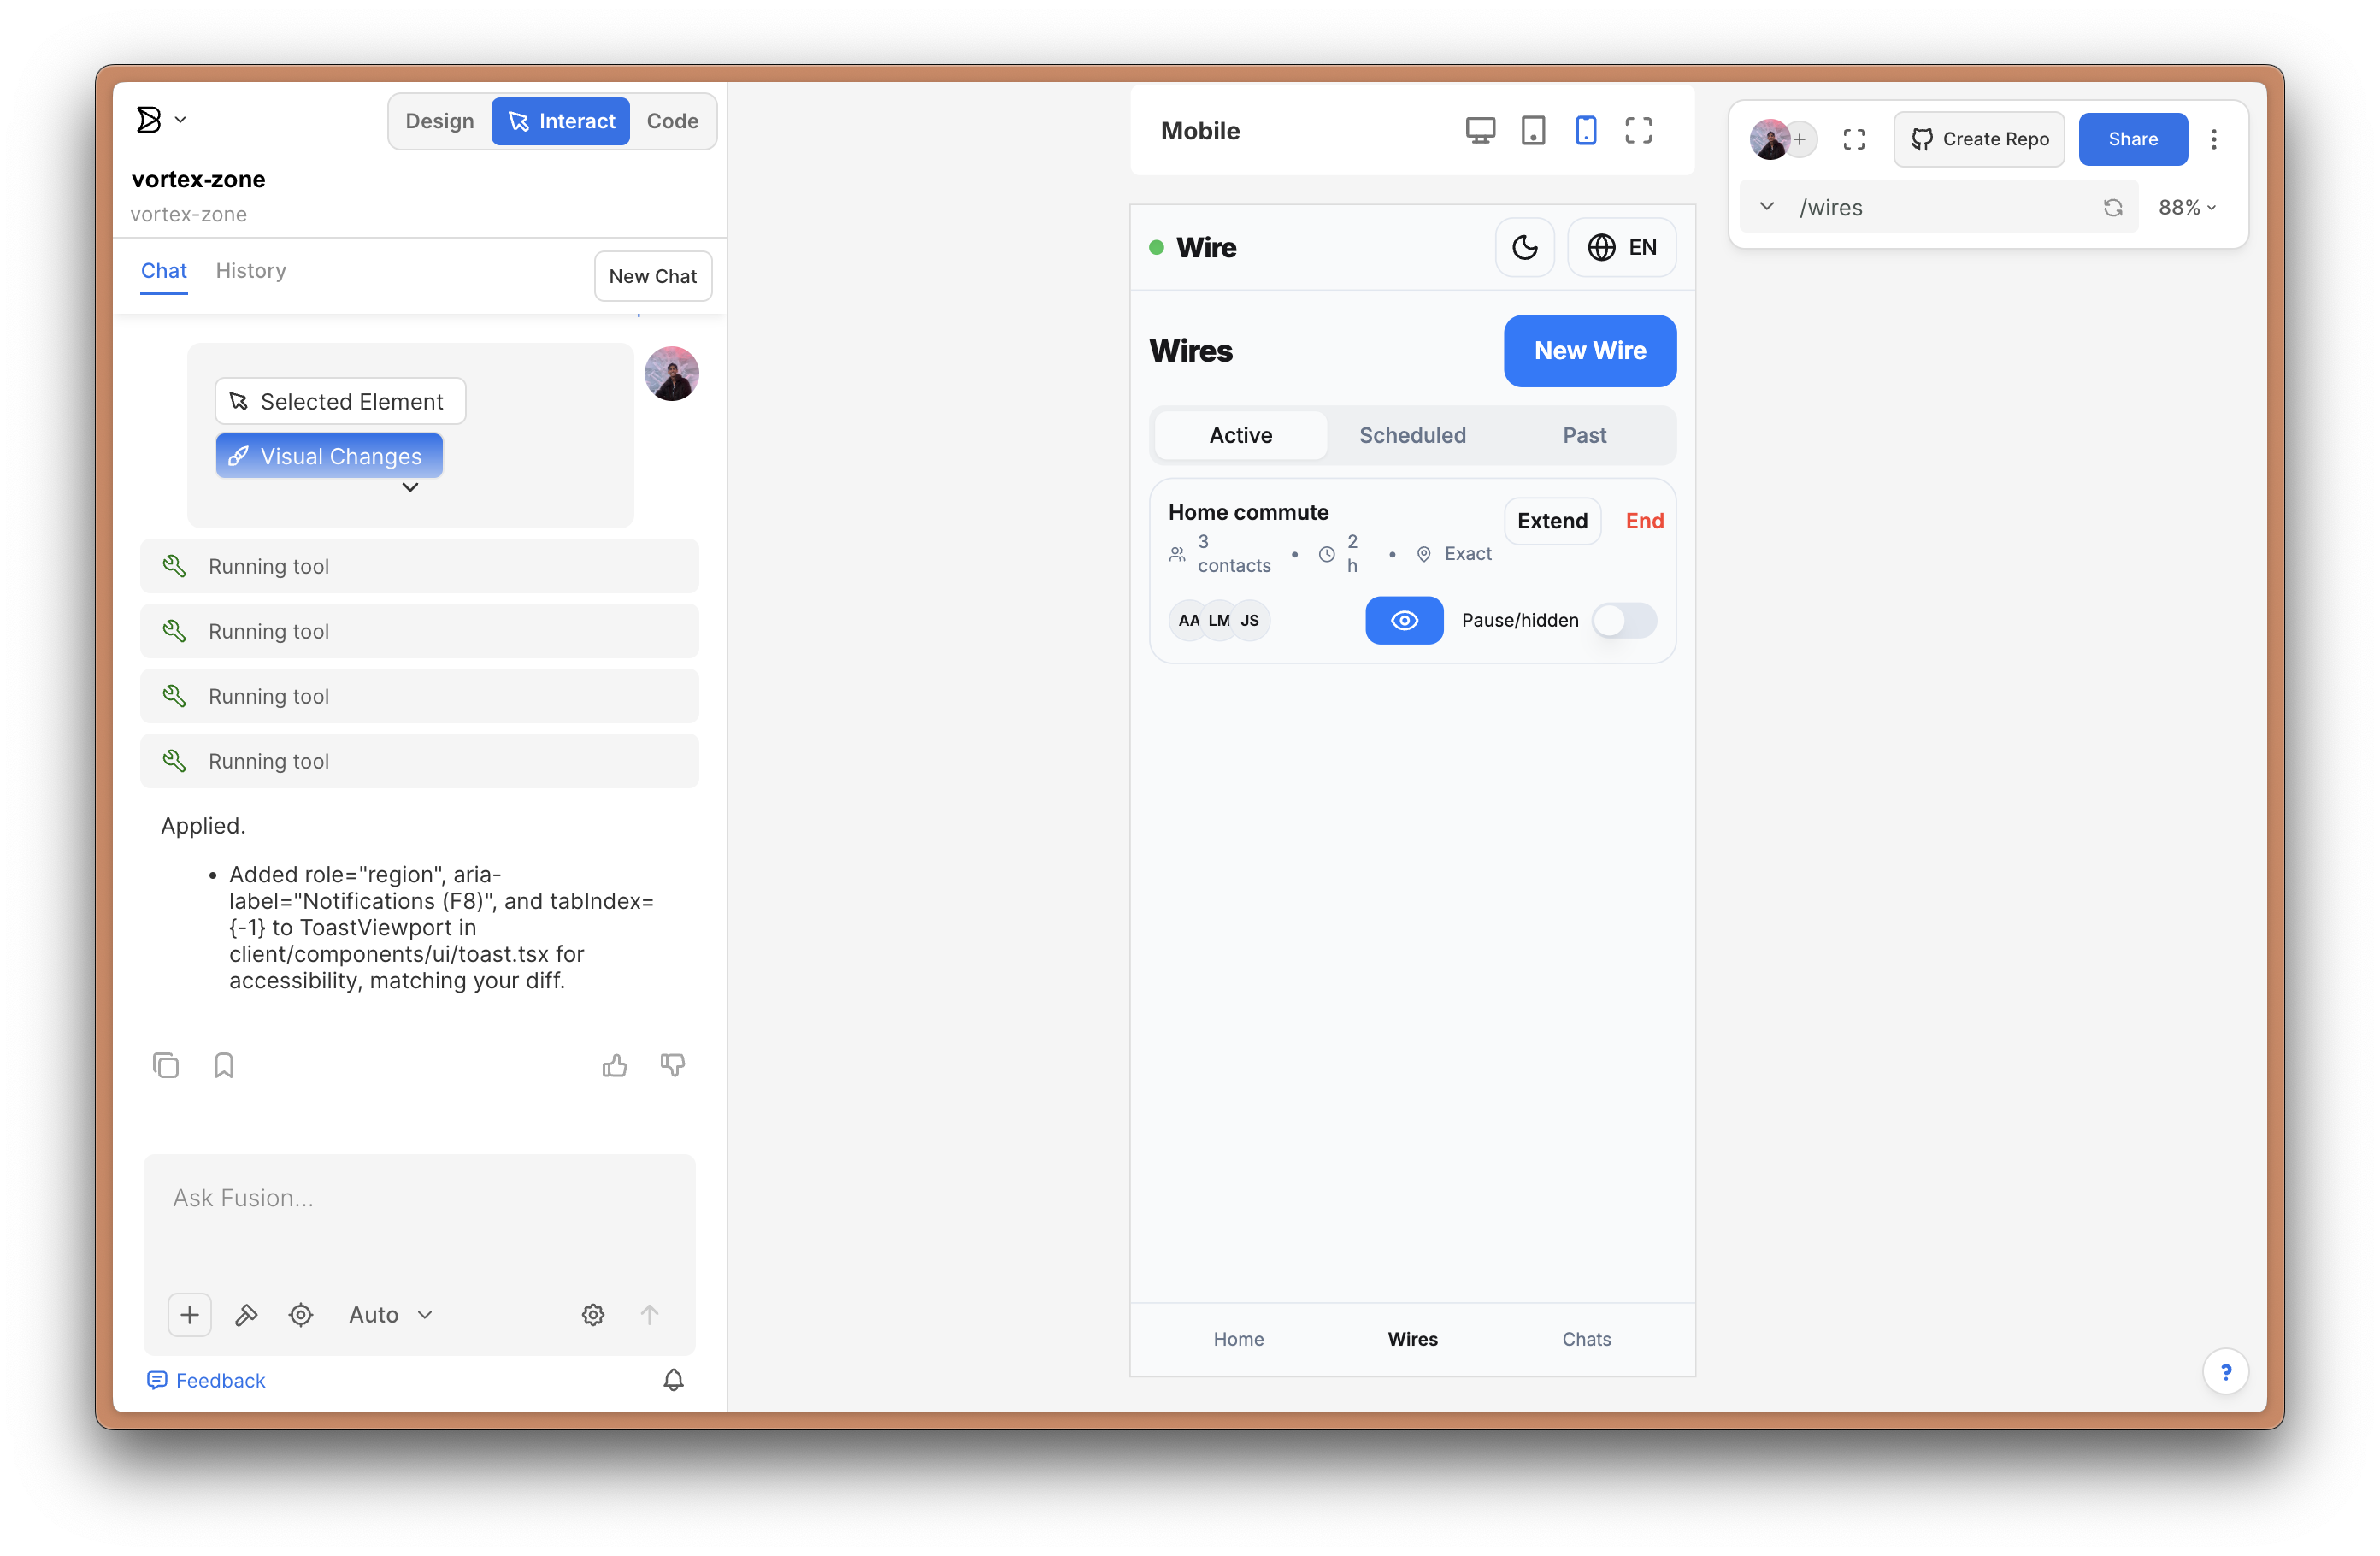 Design
Interact
Code
vortex-zone
vortex-zone
Chat
History
New Chat
Selected Element
Visual Changes
Running tool
Running tool
Running tool
Running tool
Applied.
• Added role="region", aria-
label="Notifications (F8)", and tabIndex=
{-1} to ToastViewport in
client/components/ui/toast.tsx for
accessibility, matching your diff.
Ask Fusion...
Auto
Feedback
Mobile
Wire
EN
Wires
New Wire
Active
Scheduled
Past
Home commute
Extend
End
3
contacts
•
2
h
•
Exact
AA
LM
JS
Pause/hidden
Home
Wires
Chats
Create Repo
Share
/wires
88%
?